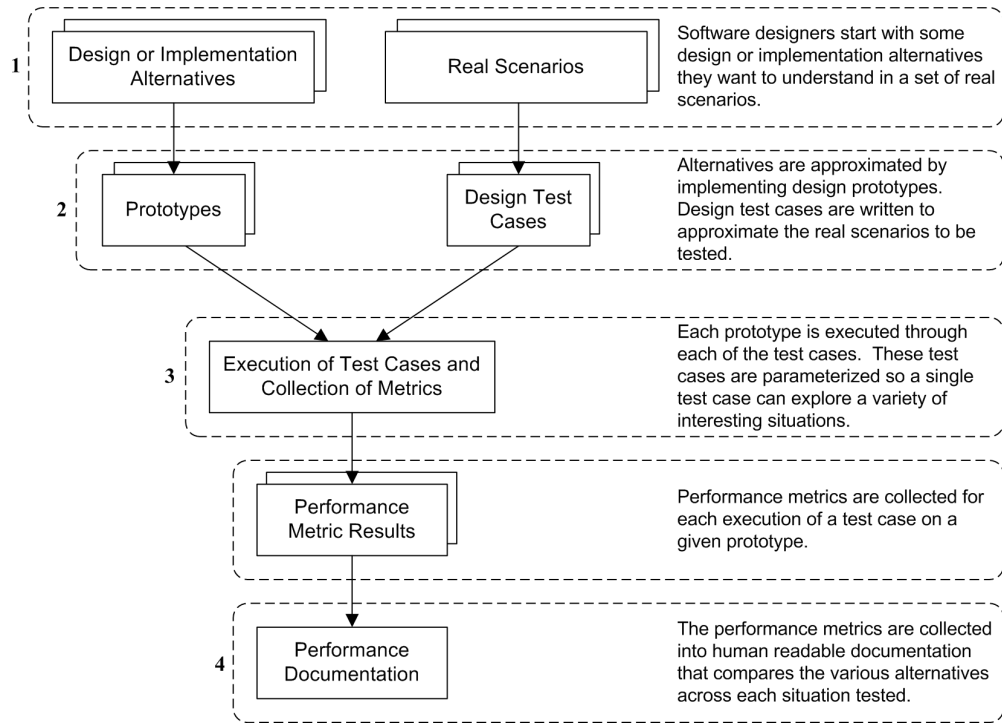 1
Design or Implementation
Alternatives
Real Scenarios
Software designers start with some
design or implementation alternatives
they want to understand in a set of real
scenarios.
2
Prototypes
Design Test
Cases
Alternatives are approximated by
implementing design prototypes.
Design test cases are written to
approximate the real scenarios to be
tested.
3
Execution of Test Cases and
Collection of Metrics
Each prototype is executed through
each of the test cases.  These test
cases are parameterized so a single
test case can explore a variety of
interesting situations.
Performance
Metric Results
Performance metrics are collected for
each execution of a test case on a
given prototype.
4
Performance
Documentation
The performance metrics are collected
into human readable documentation
that compares the various alternatives
across each situation tested.